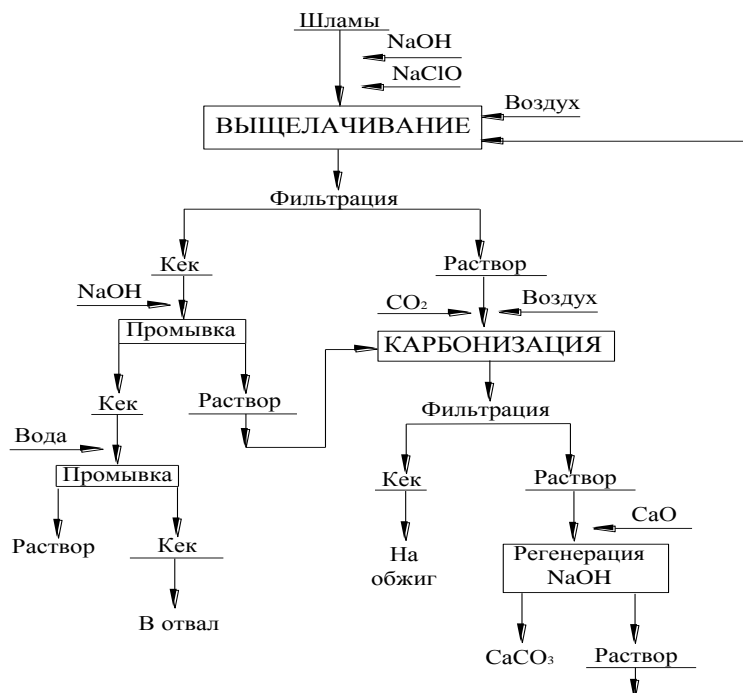 Шламы
NaOH
NaClO
Воздух
ВЫЩЕЛАЧИВАНИЕ
Фильтрация
Кек
Раствор
NaOH
CO₂
Воздух
Промывка
КАРБОНИЗАЦИЯ
Кек
Раствор
Фильтрация
Вода
Промывка
Кек
Раствор
CaO
Раствор
Кек
На
обжиг
Регенерация
NaOH
В отвал
CaCO₃
Раствор